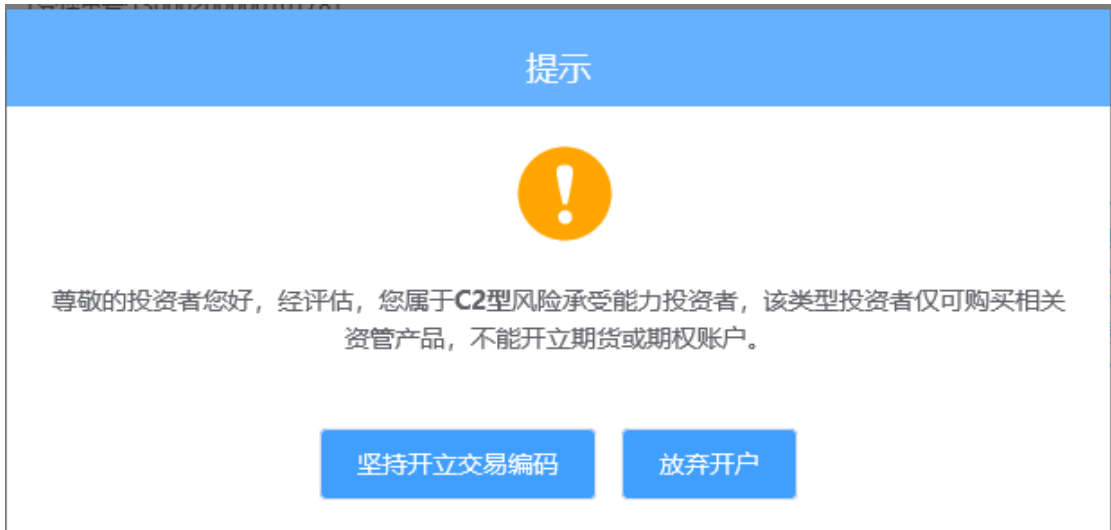 提示
尊敬的投资者您好，经评估，您属于C2型风险承受能力投资者，该类型投资者仅可购买相关
资管产品，不能开立期货或期权账户。
坚持开立交易编码 放弃开户